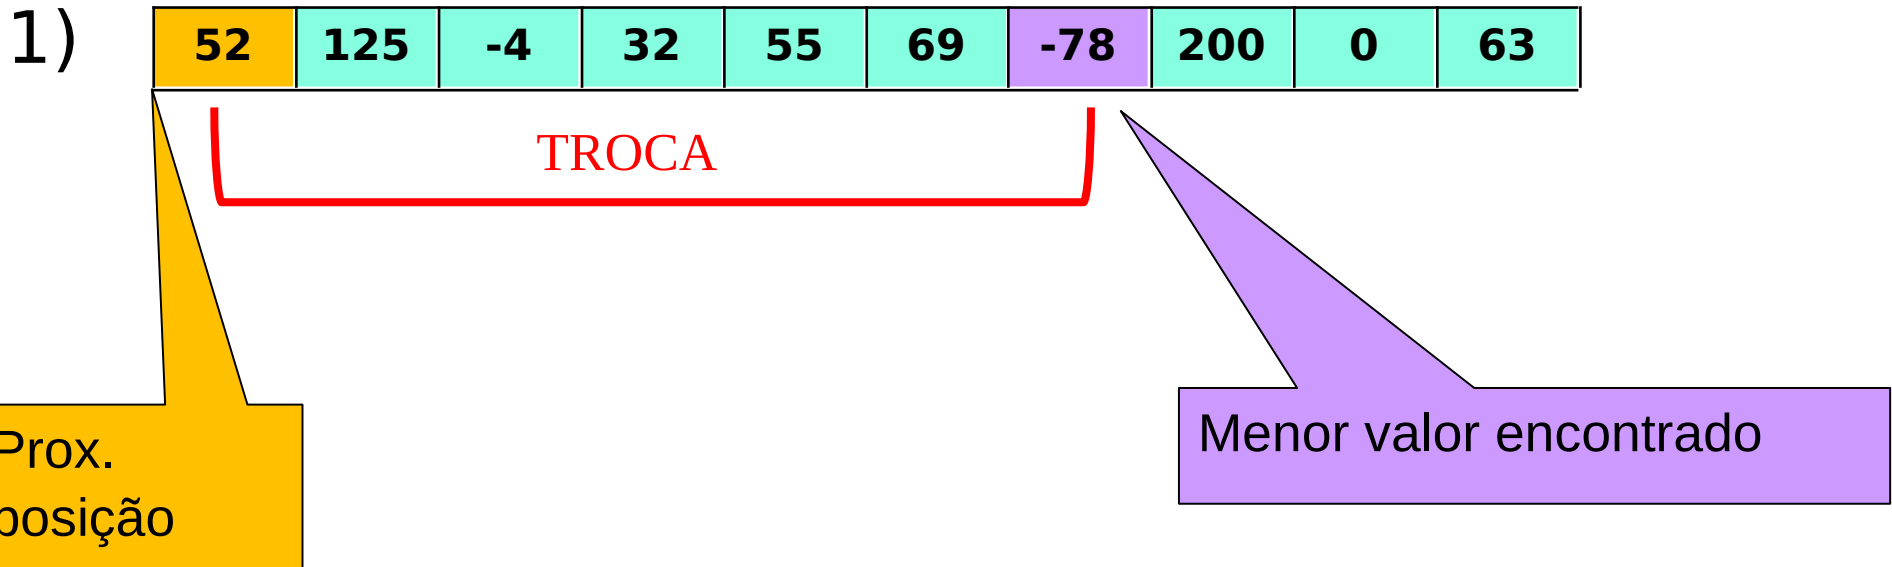 1) 52 125 -4 32 55 69 -78 200 0 63
TROCA
Menor valor encontrado
Prox.
posição